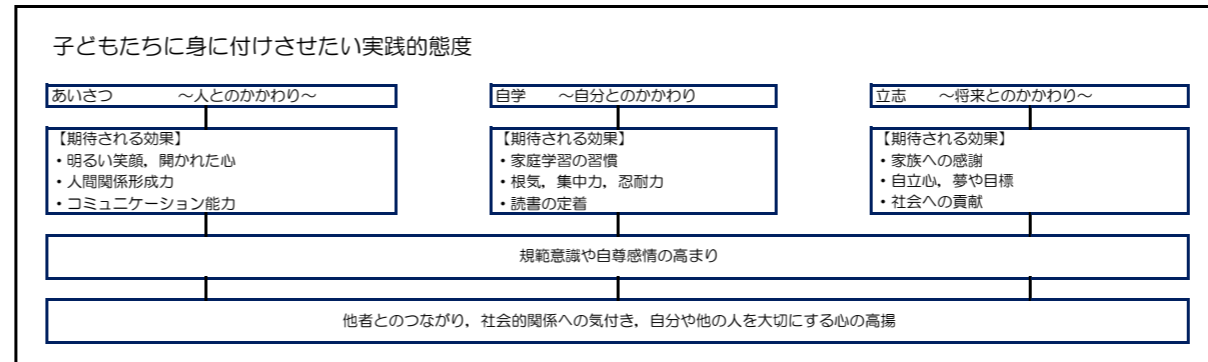 子どもたちに身に付けさせたい実践的態度
あいさつ ～人とのかかわり～
【期待される効果】
・明るい笑顔，開かれた心
・人間関係形成力
・コミュニケーション能力
自学 ～自分とのかかわり
【期待される効果】
・家庭学習の習慣
・根気，集中力，忍耐力
・読書の定着
立志 ～将来とのかかわり～
【期待される効果】
・家族への感謝
・自立心，夢や目標
・社会への貢献
規範意識や自尊感情の高まり
他者とのつながり，社会的関係への気付き，自分や他の人を大切にする心の高揚